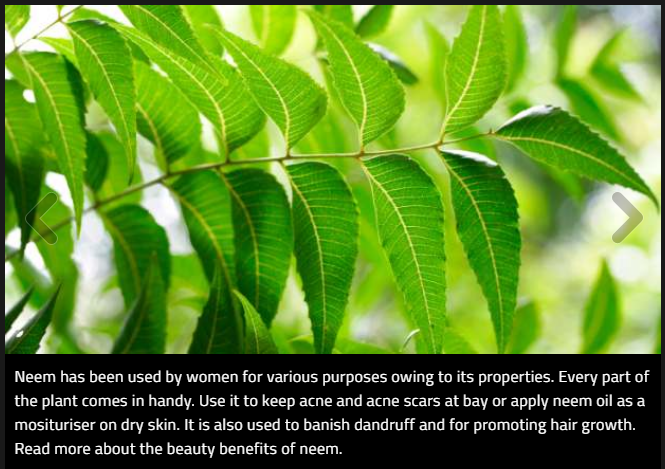 Neem has been used by women for various purposes owing to its properties. Every part of
the plant comes in handy. Use it to keep acne and acne scars at bay or apply neem oil as a
mosituriser on dry skin. It is also used to banish dandruff and for promoting hair growth.
Read more about the beauty benefits of neem.